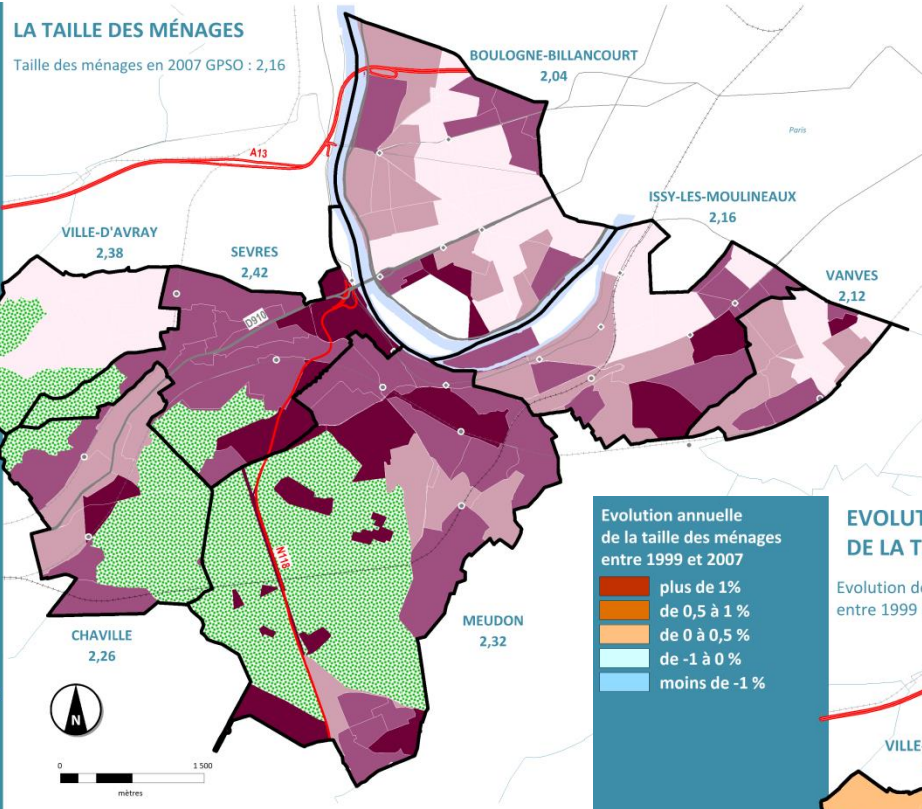 LA TAILLE DES MÉNAGES
Taille des ménages en 2007 GPSO : 2,16
BOULOGNE-BILLANCOURT
2,04
Paris
A13
ISSY-LES-MOULINEAUX
2,16
VILLE-D'AVRAY
2,38
SEVRES
2,42
VANVES
2,12
D910
N118
CHAVILLE
2,26
MEUDON
2,32
N
0 1 500
mètres
Evolution annuelle
de la taille des ménages
entre 1999 et 2007
plus de 1%
de 0,5 à 1 %
de 0 à 0,5 %
de -1 à 0 %
moins de -1 %
EVOLUT
DE LA T
Evolution de
entre 1999
VILLE